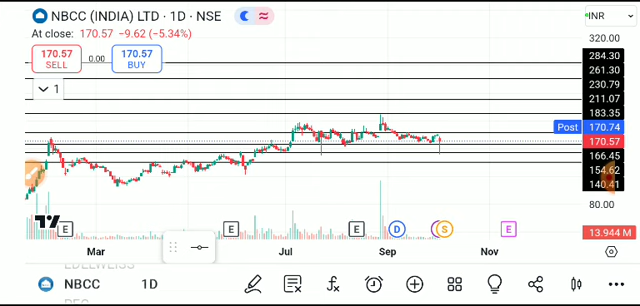 NBCC (INDIA) LTD · 1D · NSE
INR
At close: 170.57 −9.62 (−5.34%)
320.00
170.57
SELL
0.00
170.57
BUY
284.30
261.30
230.79
211.07
183.35
1
Post 170.74
170.57
166.45
154.62
140.41
80.00
E
E
E
D
S
E
13.944 M
Mar
Jul
Sep
Nov
EDELWEISS
NBCC
1D